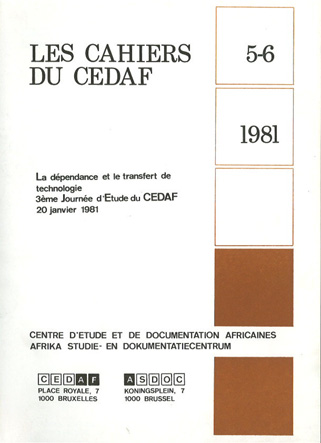 LES CAHIERS
DU CEDAF
5-6
1981
La dépendance et le transfert de
technologie
3ème Journée d'Etude du CEDAF
20 janvier 1981
CENTRE D'ETUDE ET DE DOCUMENTATION AFRICAINES
AFRIKA STUDIE- EN DOKUMENTATIECENTRUM
CEDAF
PLACE ROYALE, 7
1000 BRUXELLES
ASDOC
KONINGSPLEIN, 7
1000 BRUSSEL